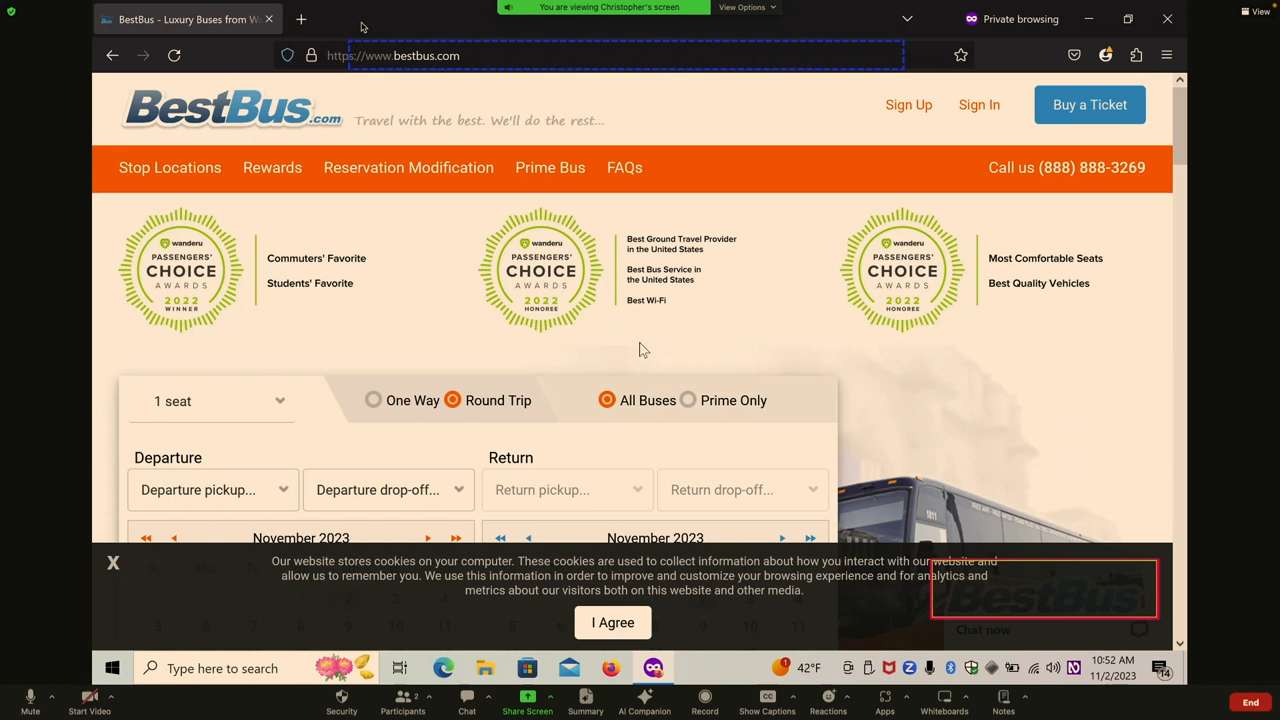 You are viewing Christopher's screen
View Options
View
BestBus - Luxury Buses from Wa
Private browsing
https://www.bestbus.com
BestBus.com
Travel with the best. We'll do the rest...
Sign Up
Sign In
Buy a Ticket
Stop Locations
Rewards
Reservation Modification
Prime Bus
FAQs
Call us (888) 888-3269
wanderu
PASSENGERS'
CHOICE
AWARDS
2022
WINNER
Commuters' Favorite
Students' Favorite
wanderu
PASSENGERS'
CHOICE
AWARDS
2022
HONOREE
Best Ground Travel Provider
in the United States
Best Bus Service in
the United States
Best Wi-Fi
wanderu
PASSENGERS'
CHOICE
AWARDS
2022
HONOREE
Most Comfortable Seats
Best Quality Vehicles
1 seat
One Way
Round Trip
All Buses
Prime Only
Departure
Return
Departure pickup...
Departure drop-off...
Return pickup...
Return drop-off...
November 2023
November 2023
X
Our website stores cookies on your computer. These cookies are used to collect information about how you interact with our website and
allow us to remember you. We use this information in order to improve and customize your browsing experience and for analytics and
metrics about our visitors both on this website and other media.
I Agree
BestBus
Chat now
Type here to search
1
42°F
10:52 AM
11/2/2023
14
Mute
Start Video
Security
Participants
2
Chat
Share Screen
Summary
AI Companion
Record
Show Captions
Reactions
Apps
Whiteboards
Notes
End